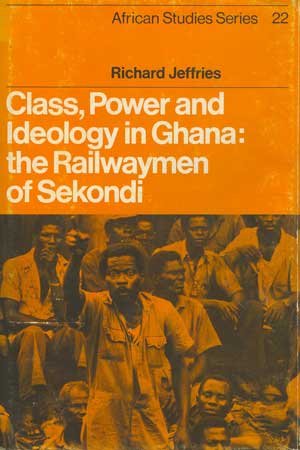 African Studies Series 22
Richard Jeffries
Class, Power and
Ideology in Ghana:
the Railwaymen
of Sekondi